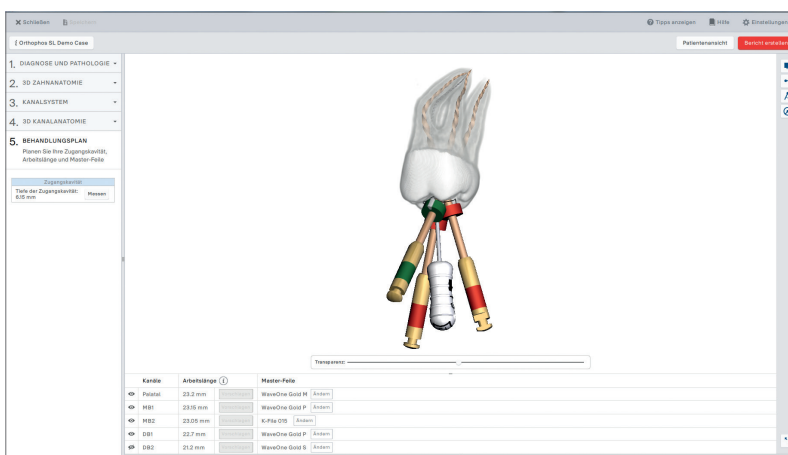 Schließen Speichern Tipps anzeigen Hilfe Einstellungen
Orthophos SL Demo Case Patientenansicht Bericht erstellen
1. DIAGNOSE UND PATHOLOGIE
2. 3D ZAHNANATOMIE
3. KANALSYSTEM
4. 3D KANALANATOMIE
5. BEHANDLUNGSPLAN
Planen Sie Ihre Zugangskavität,
Arbeitslänge und Master-Feile
Zugangskavität
Tiefe der Zugangskavität:
6.15 mm
Messen
Transparenz:
Kanäle Arbeitslänge Master-Feile
Palatal 23.2 mm WaveOne Gold M Ändern
MB1 23.15 mm WaveOne Gold P Ändern
MB2 23.05 mm K-File 015 Ändern
DB1 22.7 mm WaveOne Gold P Ändern
DB2 21.2 mm WaveOne Gold S Ändern